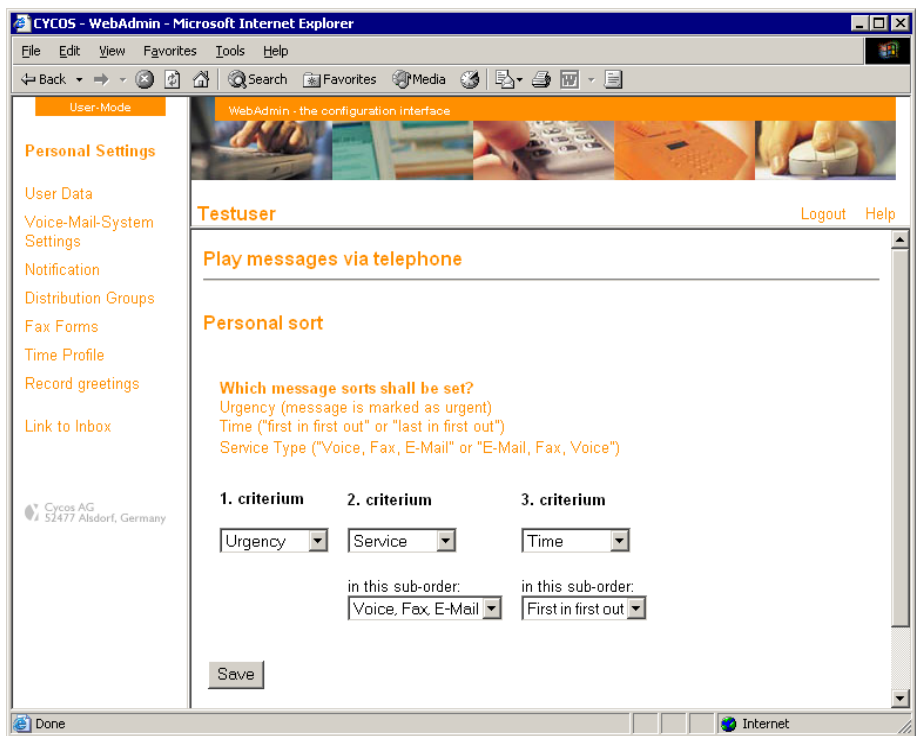 CYCOS - WebAdmin - Microsoft Internet Explorer
File Edit View Favorites Tools Help
Back Search Favorites Media
User-Mode
WebAdmin - the configuration interface
Personal Settings
User Data
Voice-Mail-System
Settings
Notification
Distribution Groups
Fax Forms
Time Profile
Record greetings
Link to Inbox
Cycos AG
52477 Alsdorf, Germany
Testuser
Logout Help
Play messages via telephone
Personal sort
Which message sorts shall be set?
Urgency (message is marked as urgent)
Time ("first in first out" or "last in first out")
Service Type ("Voice, Fax, E-Mail" or "E-Mail, Fax, Voice")
1. criterium 2. criterium 3. criterium
Urgency Service Time
in this sub-order: in this sub-order:
Voice, Fax, E-Mail First in first out
Save
Done Internet